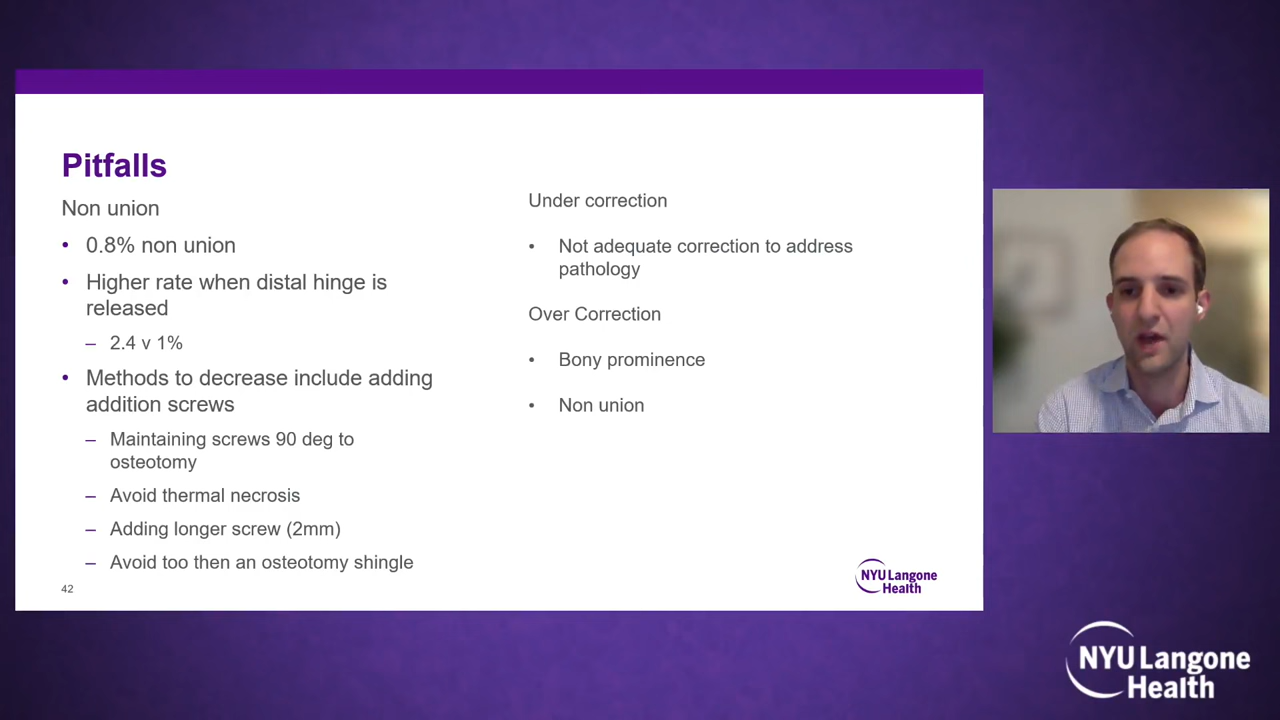 Pitfalls
Non union
• 0.8% non union
• Higher rate when distal hinge is
released
– 2.4 v 1%
• Methods to decrease include adding
addition screws
– Maintaining screws 90 deg to
osteotomy
– Avoid thermal necrosis
– Adding longer screw (2mm)
– Avoid too then an osteotomy shingle
42
Under correction
• Not adequate correction to address
pathology
Over Correction
• Bony prominence
• Non union
NYU Langone
Health
NYU Langone
Health